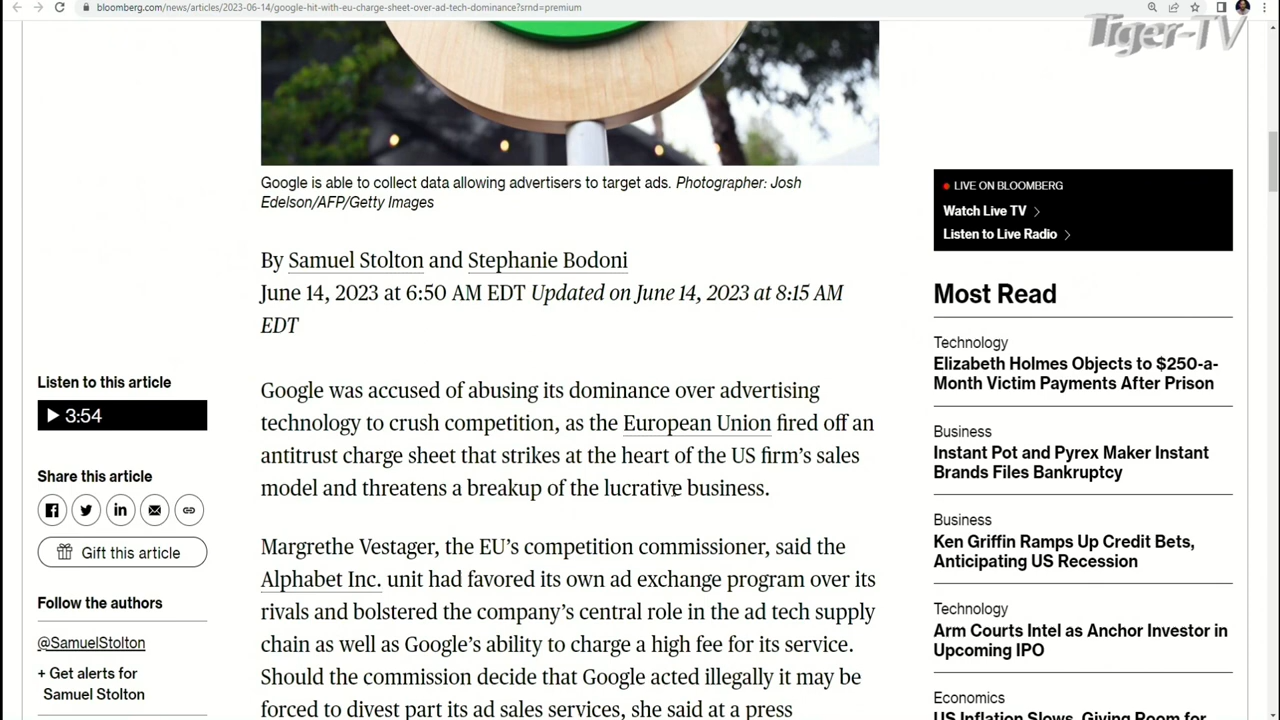 bloomberg.com/news/articles/2023-06-14/google-hit-with-eu-charge-sheet-over-ad-tech-dominance?srnd=premium
Tiger-TV
Google is able to collect data allowing advertisers to target ads. Photographer: Josh
Edelson/AFP/Getty Images
By Samuel Stolton and Stephanie Bodoni
June 14, 2023 at 6:50 AM EDT Updated on June 14, 2023 at 8:15 AM
EDT
Listen to this article
3:54
Share this article
Gift this article
Follow the authors
@SamuelStolton
+ Get alerts for
Samuel Stolton
Google was accused of abusing its dominance over advertising
technology to crush competition, as the European Union fired off an
antitrust charge sheet that strikes at the heart of the US firm's sales
model and threatens a breakup of the lucrative business.
Margrethe Vestager, the EU's competition commissioner, said the
Alphabet Inc. unit had favored its own ad exchange program over its
rivals and bolstered the company's central role in the ad tech supply
chain as well as Google's ability to charge a high fee for its service.
Should the commission decide that Google acted illegally it may be
forced to divest part its ad sales services, she said at a press
LIVE ON BLOOMBERG
Watch Live TV
Listen to Live Radio
Most Read
Technology
Elizabeth Holmes Objects to $250-a-
Month Victim Payments After Prison
Business
Instant Pot and Pyrex Maker Instant
Brands Files Bankruptcy
Business
Ken Griffin Ramps Up Credit Bets,
Anticipating US Recession
Technology
Arm Courts Intel as Anchor Investor in
Upcoming IPO
Economics
US Inflation Slows, Giving Room for